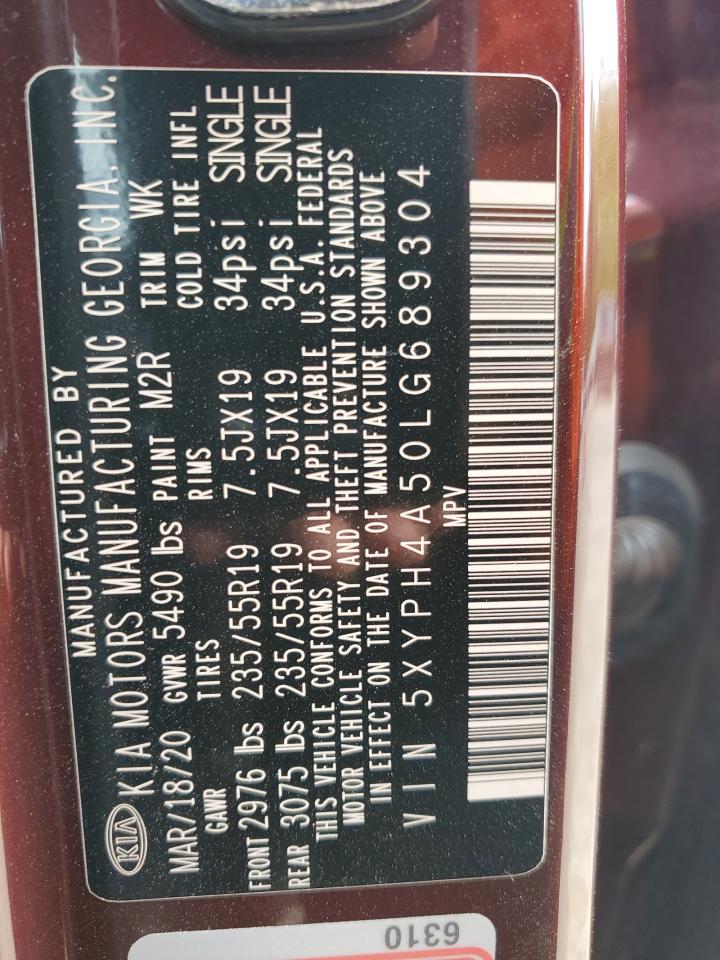 MANUFACTURED BY
KIA KIA MOTORS MANUFACTURING GEORGIA, INC.
MAR/18/20 GVWR 5490 lbs PAINT M2R TRIM WK
GAWR TIRES RIMS COLD TIRE INFL
FRONT 2976 lbs 235/55R19 7.5JX19 34psi SINGLE
REAR 3075 lbs 235/55R19 7.5JX19 34psi SINGLE
THIS VEHICLE CONFORMS TO ALL APPLICABLE U.S.A. FEDERAL
MOTOR VEHICLE SAFETY AND THEFT PREVENTION STANDARDS
IN EFFECT ON THE DATE OF MANUFACTURE SHOWN ABOVE
VIN 5XYPH4A50LG689304
MPV
6310